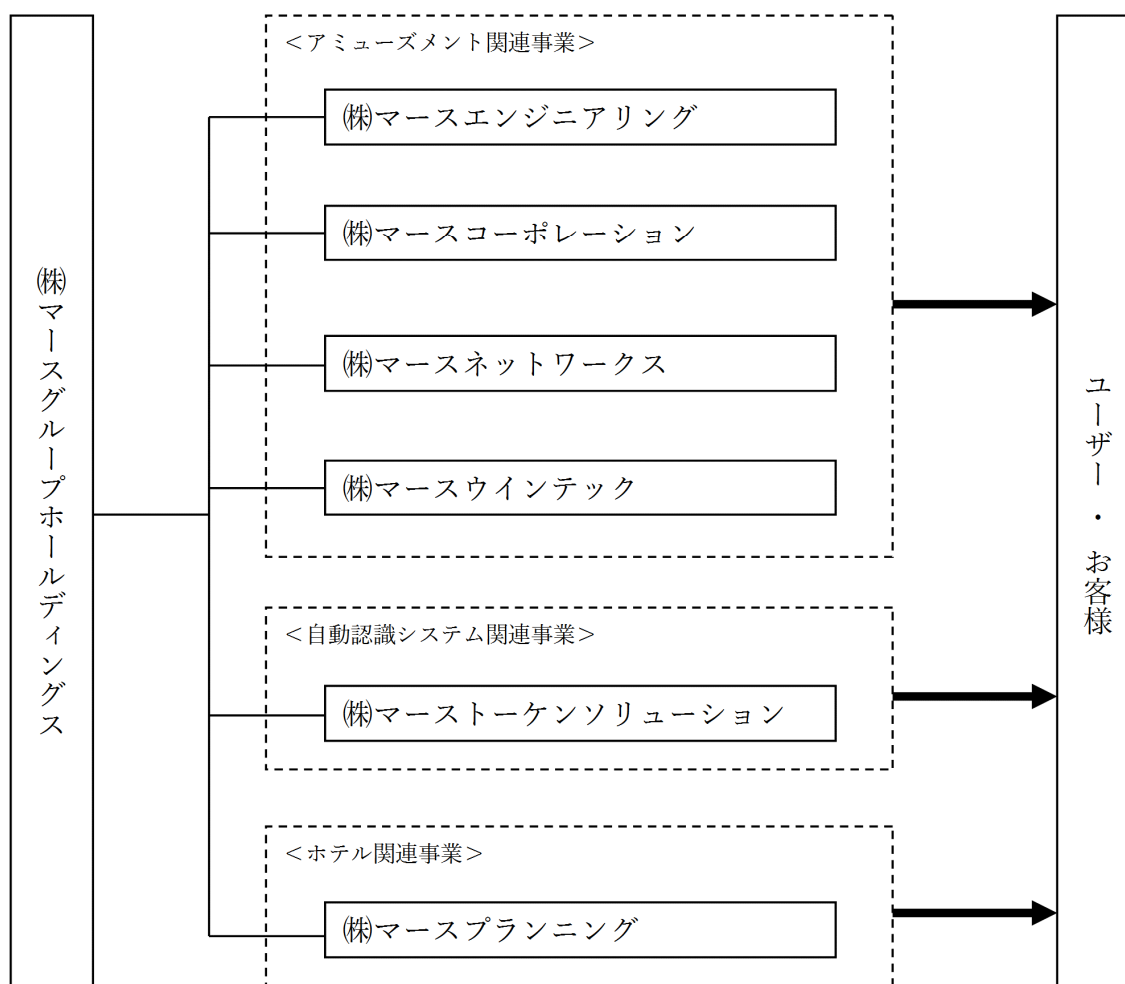 ㈱マースグループホールディングス
＜アミューズメント関連事業＞
㈱マースエンジニアリング
㈱マースコーポレーション
㈱マースネットワークス
㈱マースウインテック
＜自動認識システム関連事業＞
㈱マーストーケンソリューション
＜ホテル関連事業＞
㈱マースプランニング
ユーザー・お客様